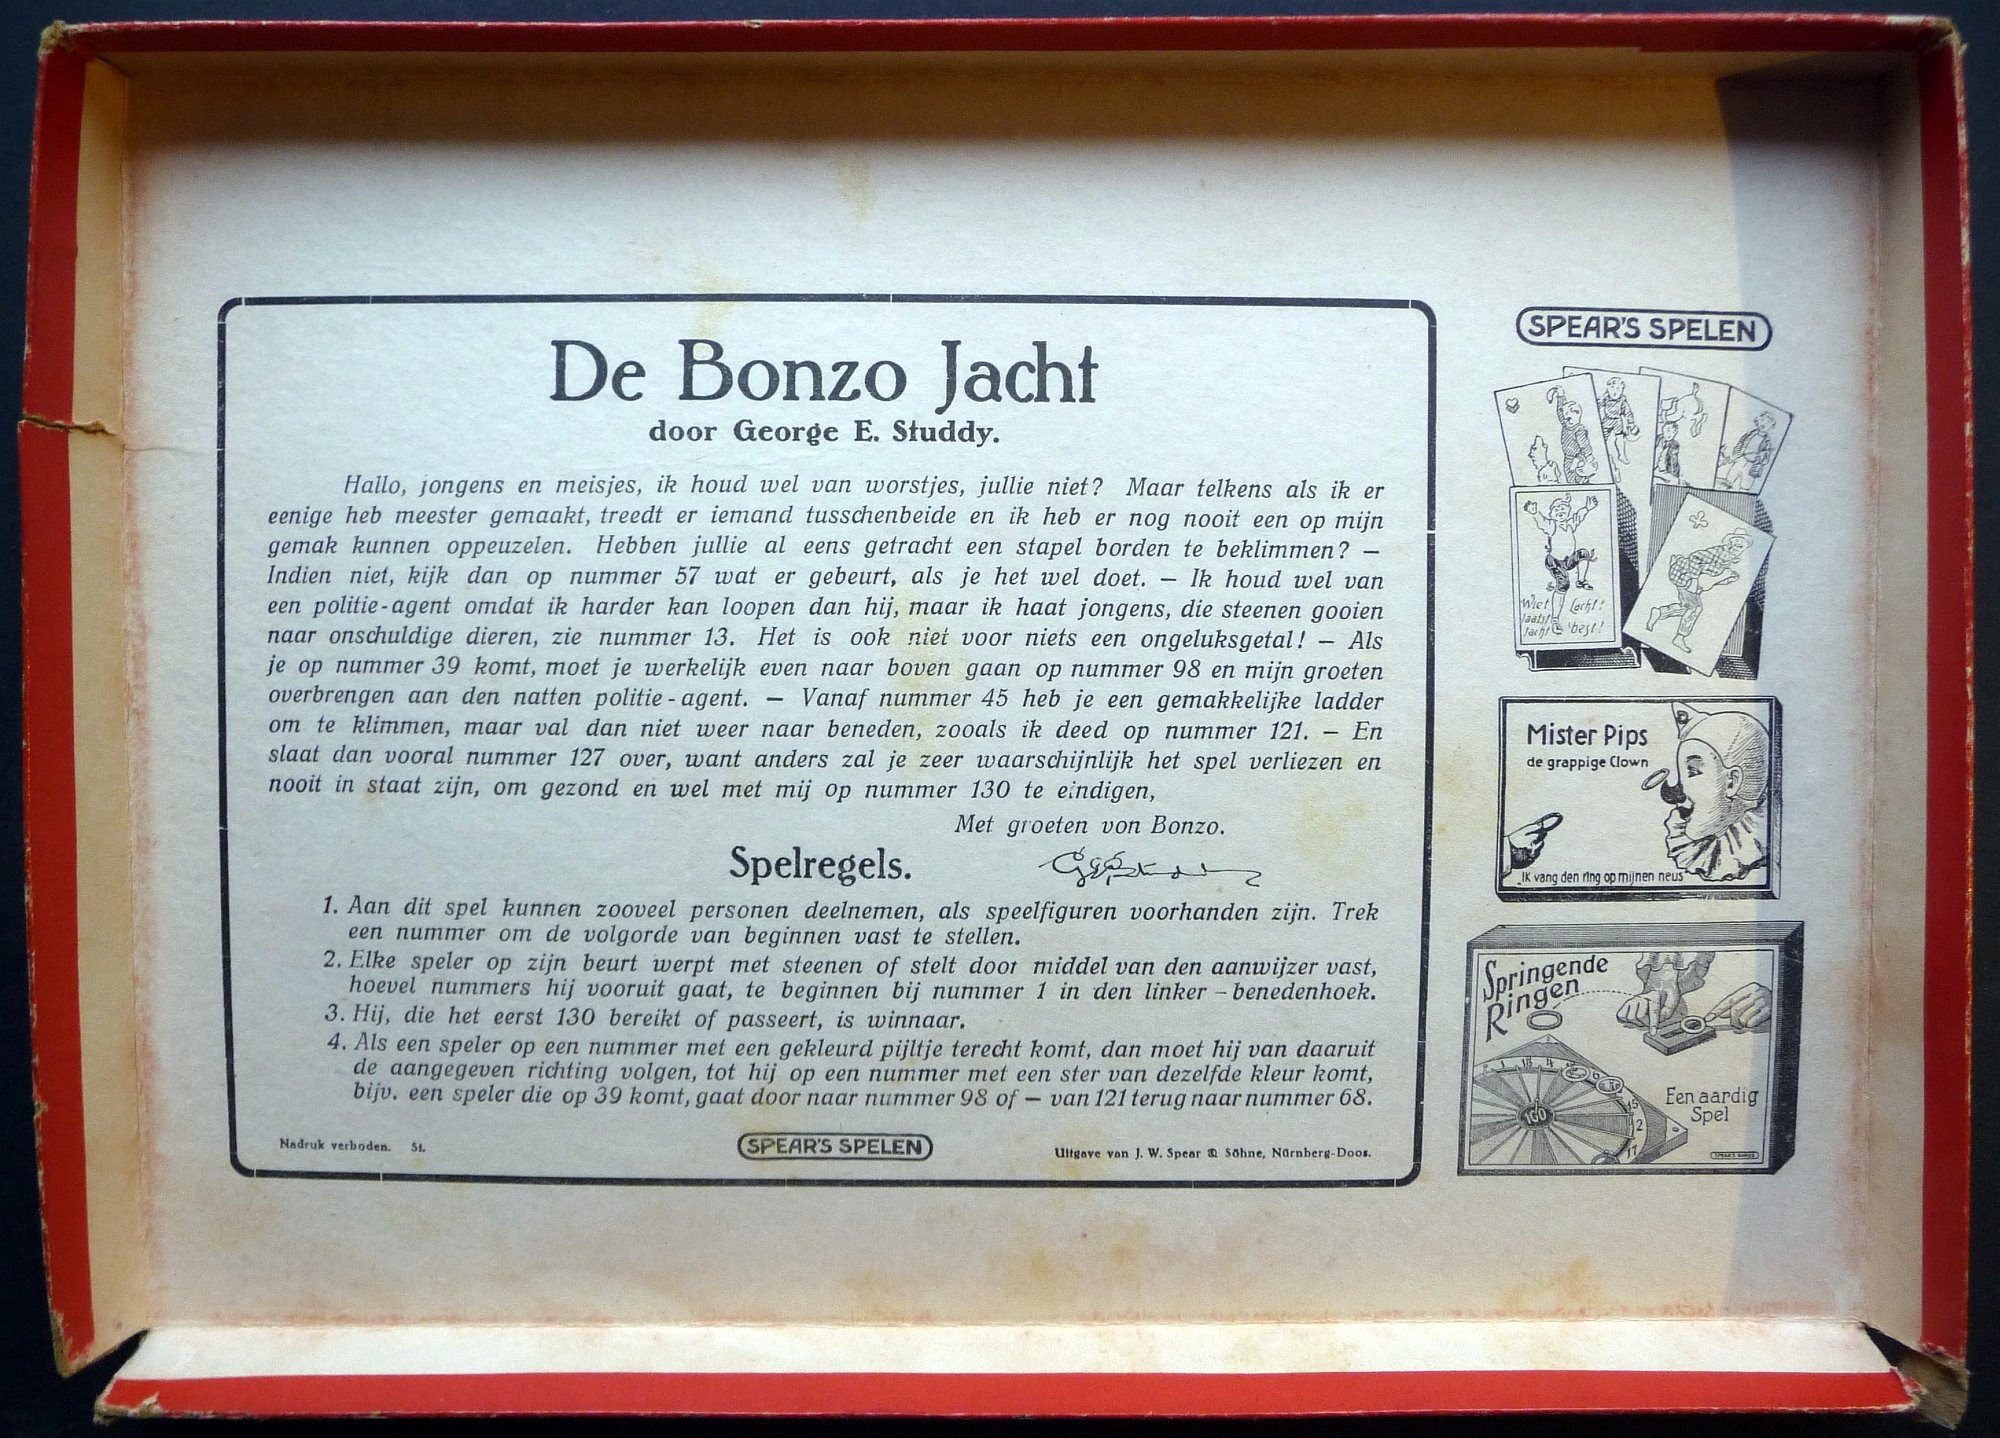 De Bonzo Jacht
door George E. Studdy.
Hallo, jongens en meisjes, ik houd wel van worstjes, jullie niet? Maar telkens als ik er
eenige heb meester gemaakt, treedt er iemand tusschenbeide en ik heb er nog nooit een op mijn
gemak kunnen oppeuzelen. Hebben jullie al eens getracht een stapel borden te beklimmen? —
Indien niet, kijk dan op nummer 57 wat er gebeurt, als je het wel doet. — Ik houd wel van
een politie-agent omdat ik harder kan loopen dan hij, maar ik haat jongens, die steenen gooien
naar onschuldige dieren, zie nummer 13. Het is ook niet voor niets een ongeluksgetal! — Als
je op nummer 39 komt, moet je werkelijk even naar boven gaan op nummer 98 en mijn groeten
overbrengen aan den natten politie-agent. — Vanaf nummer 45 heb je een gemakkelijke ladder
om te klimmen, maar val dan niet weer naar beneden, zooals ik deed op nummer 121. — En
slaat dan vooral nummer 127 over, want anders zal je zeer waarschijnlijk het spel verliezen en
nooit in staat zijn, om gezond en wel met mij op nummer 130 te eindigen,
Met groeten von Bonzo.
Spelregels.
1. Aan dit spel kunnen zooveel personen deelnemen, als speelfiguren voorhanden zijn. Trek
een nummer om de volgorde van beginnen vast te stellen.
2. Elke speler op zijn beurt werpt met steenen of stelt door middel van den aanwijzer vast,
hoevel nummers hij vooruit gaat, te beginnen bij nummer 1 in den linker-benedenhoek.
3. Hij, die het eerst 130 bereikt of passeert, is winnaar.
4. Als een speler op een nummer met een gekleurd pijltje terecht komt, dan moet hij van daaruit
de aangegeven richting volgen, tot hij op een nummer met een ster van dezelfde kleur komt,
bijv. een speler die op 39 komt, gaat door naar nummer 98 of — van 121 terug naar nummer 68.
Nadruk verboden. St.
SPEAR'S SPELEN
Uitgave van J. W. Spear & Söhne, Nürnberg-Doos.
SPEAR'S SPELEN
Wiet Lacht!
laatst
lacht best!
Mister Pips
de grappige Clown
„IK vang den ring op mijnen neus"
Springende
Ringen
160
15
2
17
Een aardig
Spel
SPEAR'S GAMES